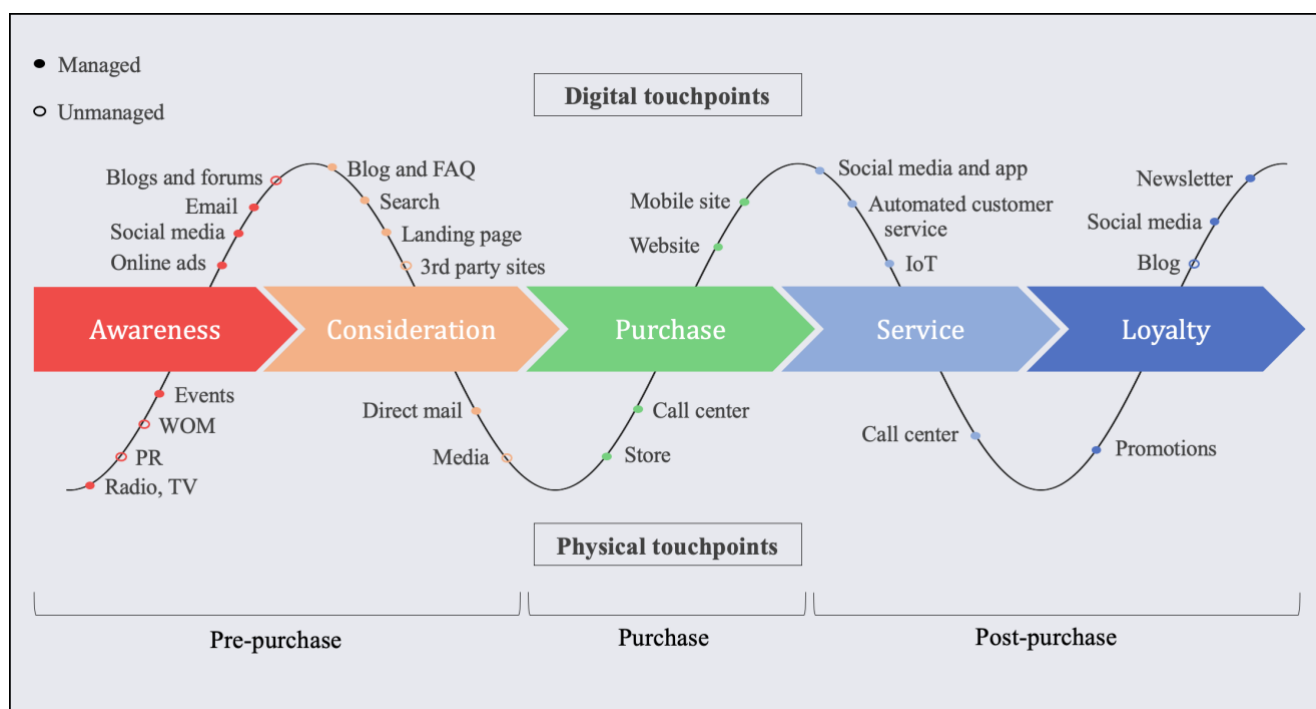 Managed
Unmanaged
Digital touchpoints
Blogs and forums
Email
Social media
Online ads
Blog and FAQ
Search
Landing page
3rd party sites
Mobile site
Website
Social media and app
Automated customer
service
IoT
Newsletter
Social media
Blog
Awareness
Consideration
Purchase
Service
Loyalty
Events
WOM
PR
Radio, TV
Direct mail
Media
Call center
Store
Call center
Promotions
Physical touchpoints
Pre-purchase
Purchase
Post-purchase